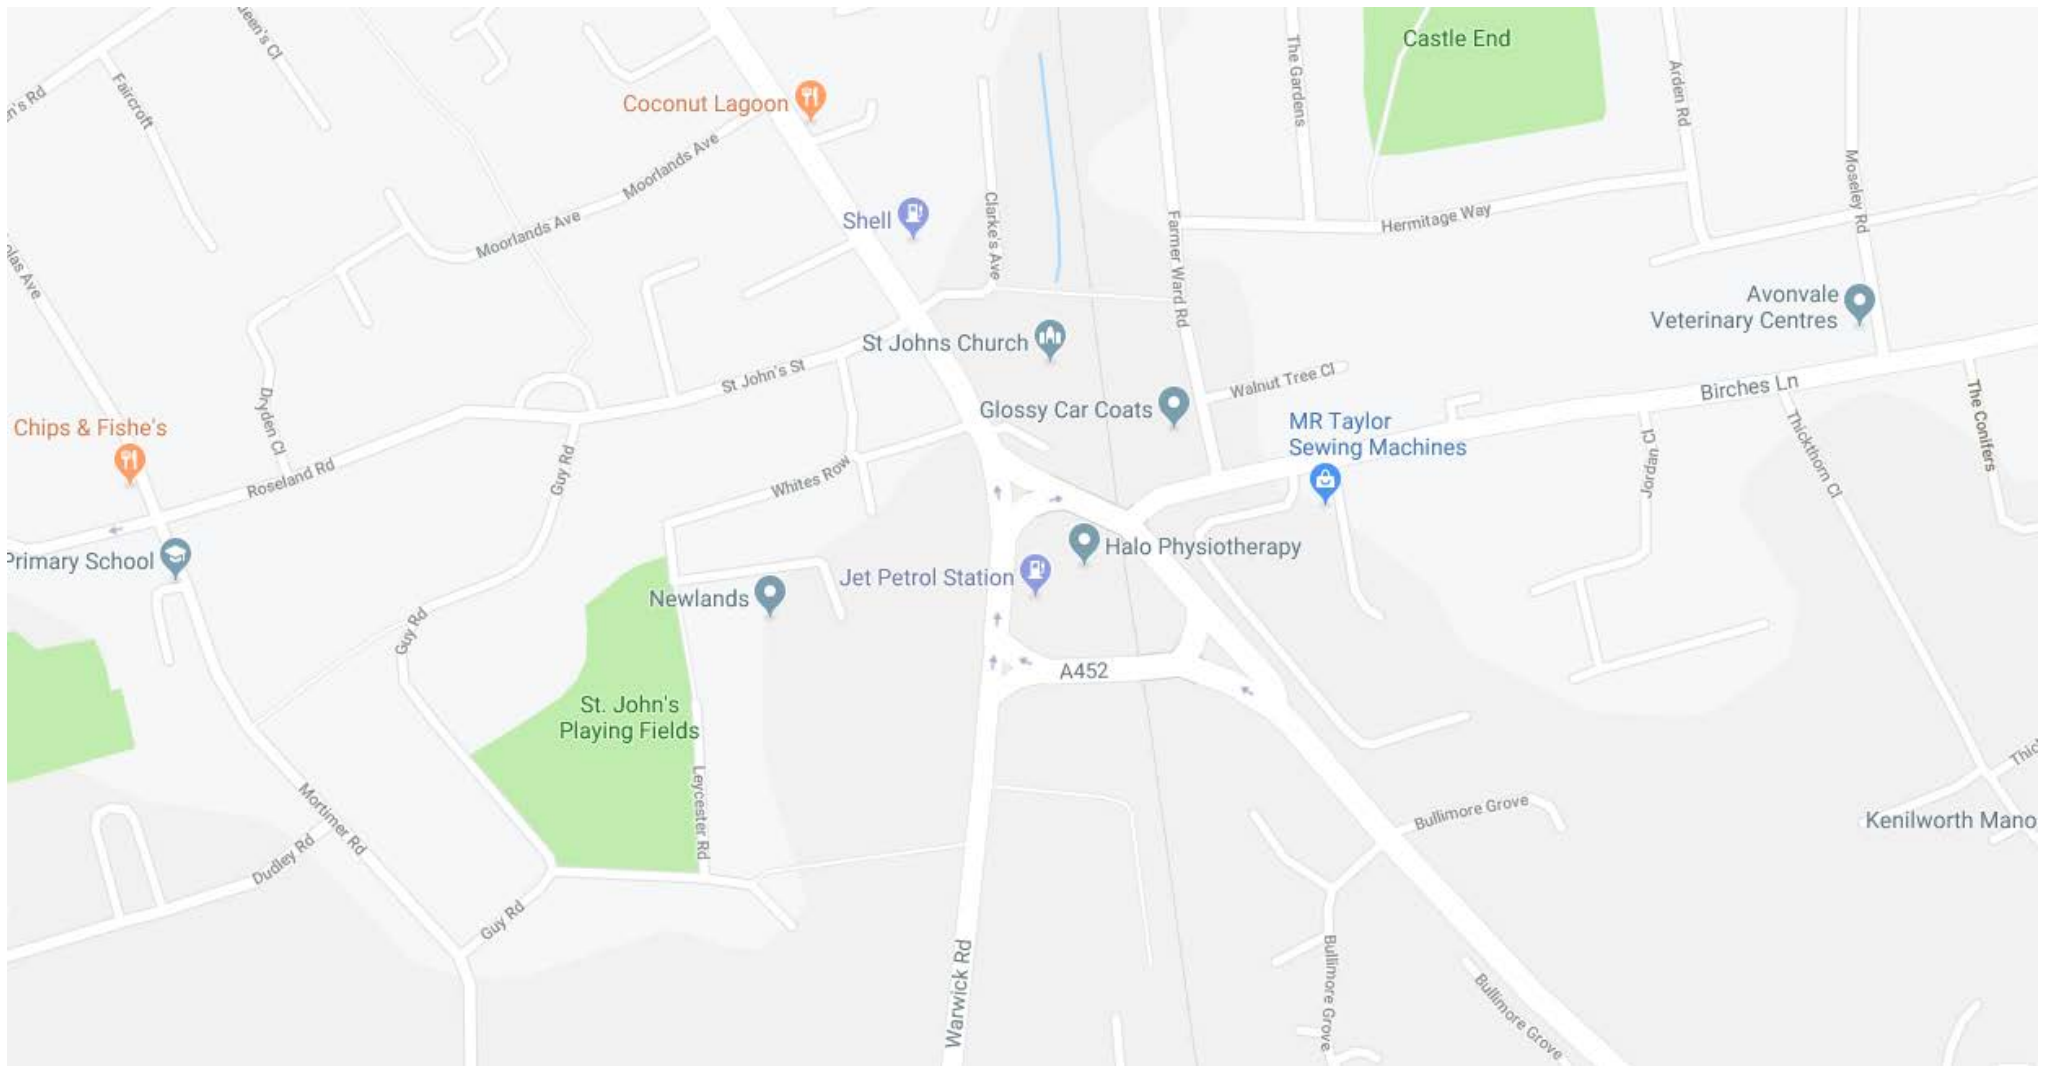 Castle End
Queen's Cl
The Gardens
Arden Rd
Faircroft
Coconut Lagoon
Moorlands Ave
Moorlands Ave
Moseley Rd
Shell
Clarke's Ave
Farmer Ward Rd
Hermitage Way
Avonvale
Veterinary Centres
St Johns Church
St John's St
Walnut Tree Cl
Birches Ln
Glossy Car Coats
MR Taylor
Sewing Machines
Dryden Cl
Chips & Fishe's
Roseland Rd
Guy Rd
Whites Row
Jordan Cl
Thickthorn Cl
The Conifers
Primary School
Halo Physiotherapy
Jet Petrol Station
Newlands
Guy Rd
A452
St. John's
Playing Fields
Leycester Rd
Mortimer Rd
Dudley Rd
Bullimore Grove
Kenilworth Mano
Guy Rd
Warwick Rd
Bullimore Grove
Bullimore Grove